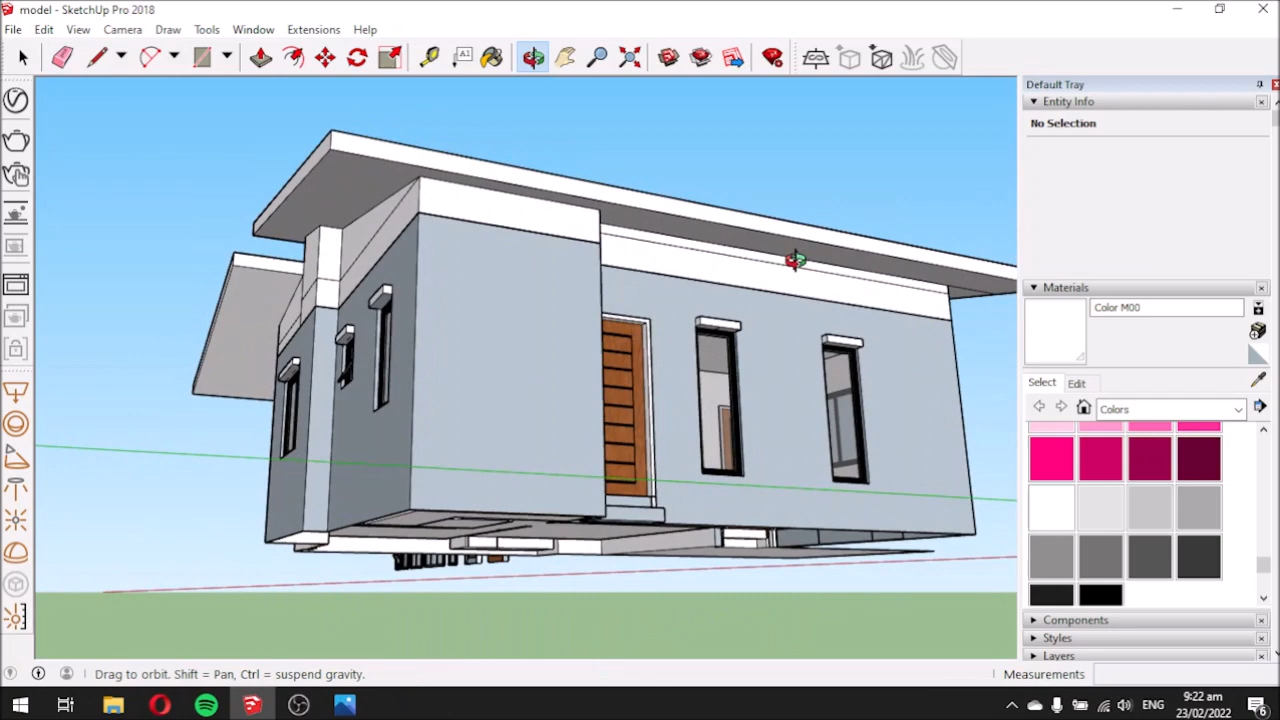 model - SketchUp Pro 2018
File Edit View Camera Draw Tools Window Extensions Help
A1
Default Tray
Entity Info
No Selection
Materials
Color M00
Select Edit
Colors
Components
Styles
Layers
Drag to orbit. Shift = Pan, Ctrl = suspend gravity.
Measurements
ENG
9:22 am
23/02/2022
6